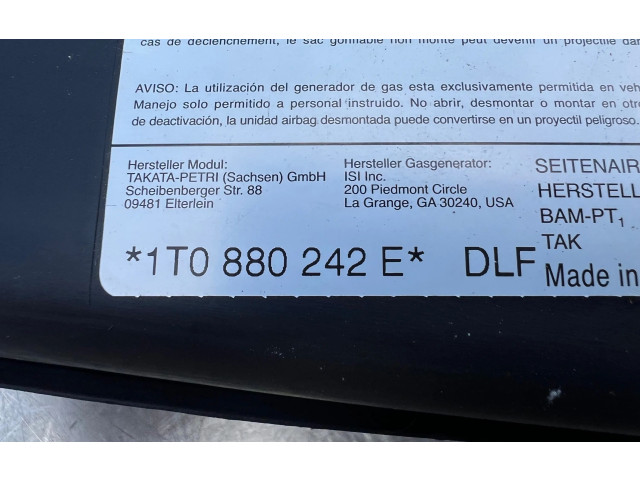 cas de déclenchement, le sac gonflable non monté peut devenir un projectile
AVISO: La utilización del generador de gas esta exclusivamente permitida en
Manejo solo permitido a personal instruido. No abrir, desmontar o montar en
de deactivación, la unidad airbag desmontada puede convertirse en un proyectil peligroso.
Hersteller Modul:
TAKATA-PETRI (Sachsen) GmbH
Scheibenberger Str. 88
09481 Elterlein
Hersteller Gasgenerator:
ISI Inc.
200 Piedmont Circle
La Grange, GA 30240, USA
SEITENAIR
HERSTELL
BAM-PT1
TAK
Made in
*1T0 880 242 E* DLF